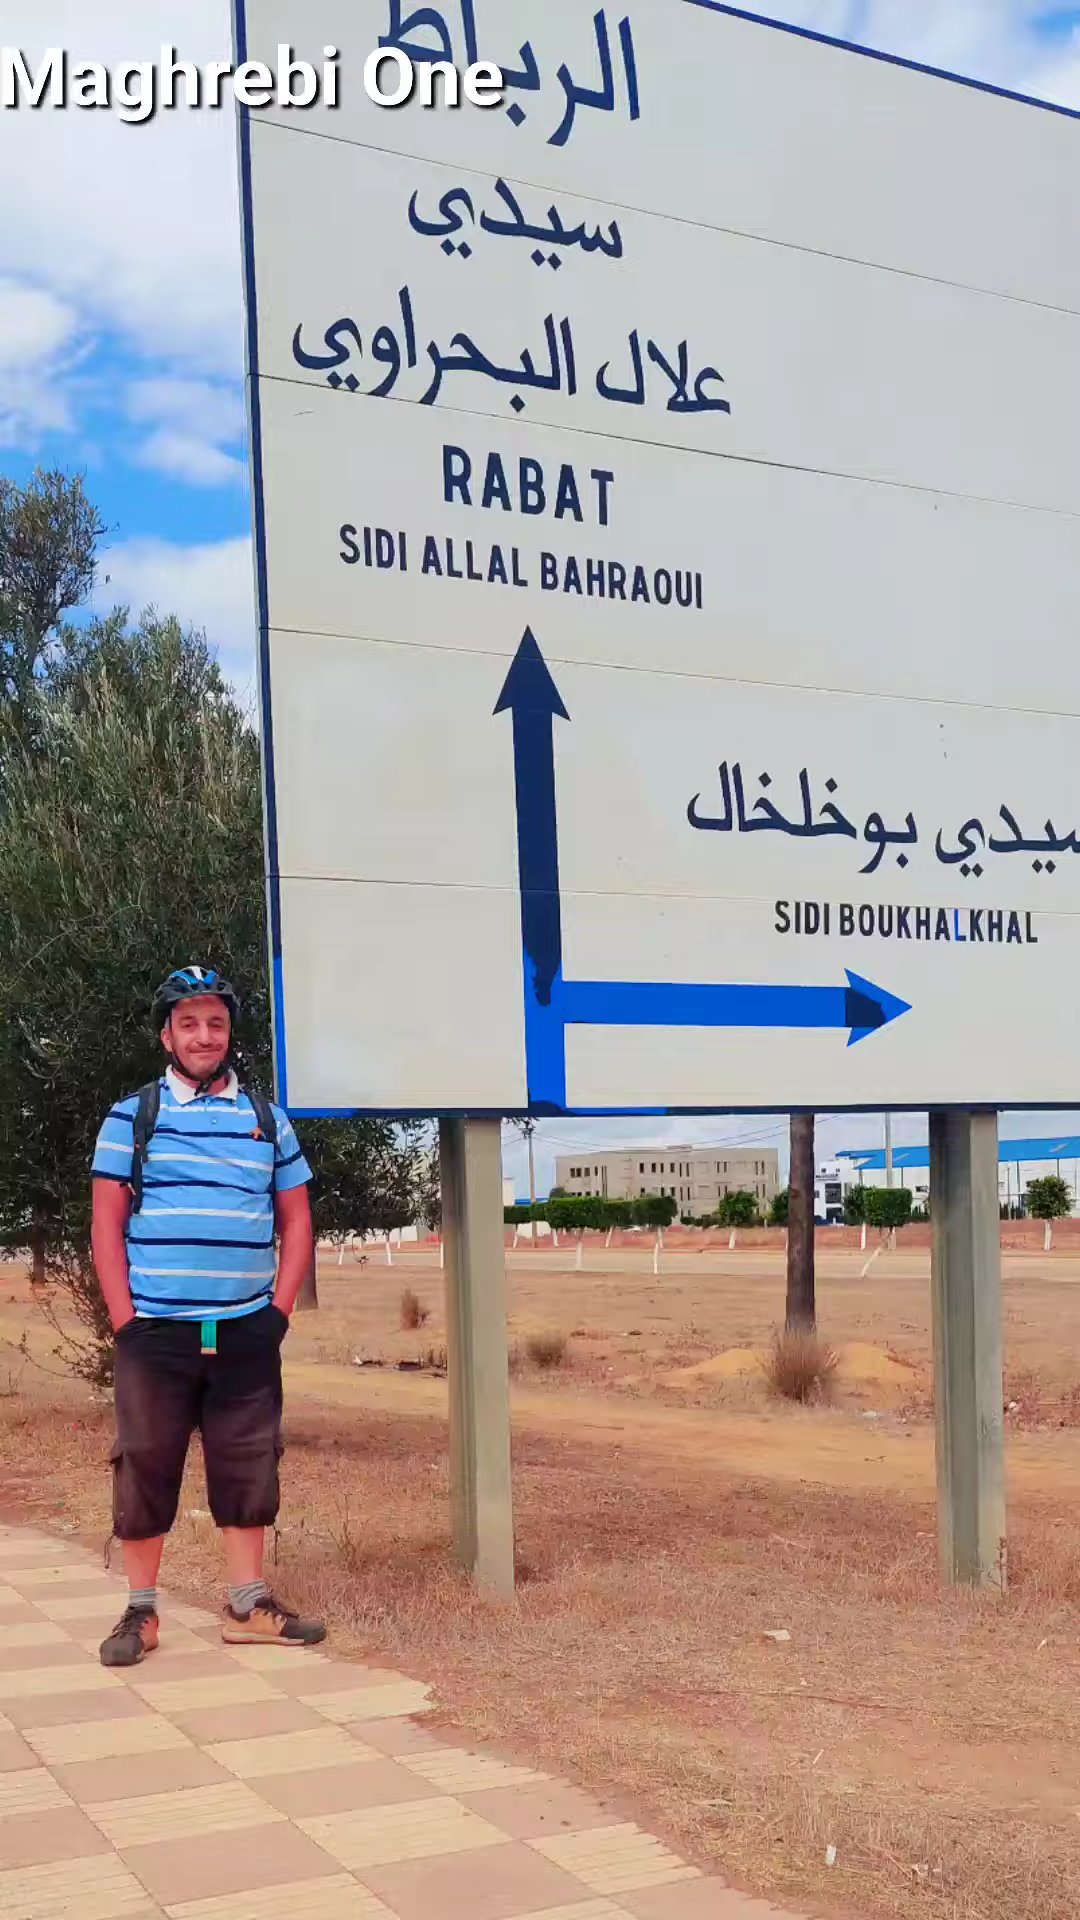 Maghrebi One
الرباط
سيدي
علال البحراوي
RABAT
SIDI ALLAL BAHRAOUI
سيدي بوخلخال
SIDI BOUKHALKHAL